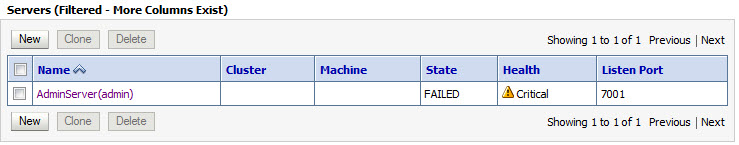 Servers (Filtered - More Columns Exist)
New Clone Delete Showing 1 to 1 of 1 Previous | Next
Name Cluster Machine State Health Listen Port
AdminServer(admin) FAILED Critical 7001
New Clone Delete Showing 1 to 1 of 1 Previous | Next